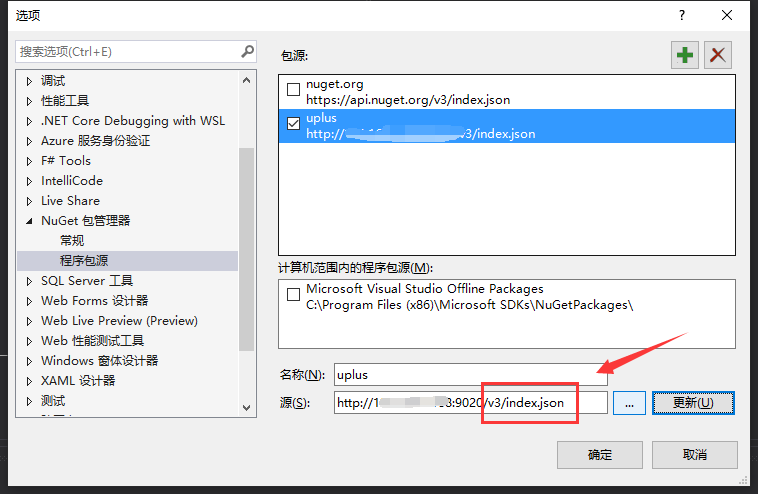 选项
?
搜索选项(Ctrl+E)
调试
性能工具
.NET Core Debugging with WSL
Azure 服务身份验证
F# Tools
IntelliCode
Live Share
NuGet 包管理器
常规
程序包源
SQL Server 工具
Web Forms 设计器
Web Live Preview (Preview)
Web 性能测试工具
Windows 窗体设计器
XAML 设计器
测试
包源:
nuget.org
https://api.nuget.org/v3/index.json
uplus
http:// v3/index.json
计算机范围内的程序包源(M):
Microsoft Visual Studio Offline Packages
C:\Program Files (x86)\Microsoft SDKs\NuGetPackages\
名称(N):
uplus
源(S):
http://1 8:9020/v3/index.json
...
更新(U)
确定
取消